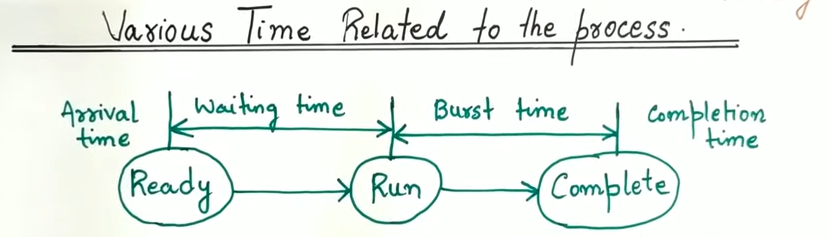 Various Time Related to the process.
Arrival time
Waiting time
Burst time
Completion time
Ready
Run
Complete